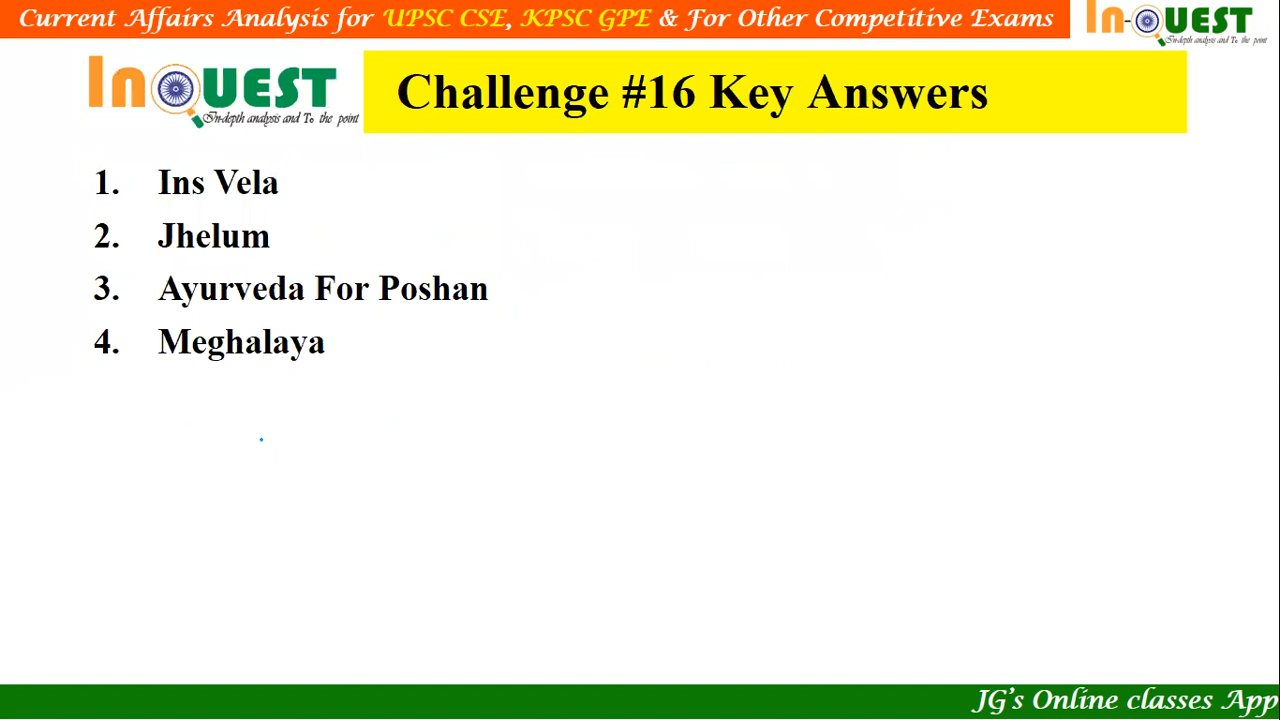 Current Affairs Analysis for UPSC CSE, KPSC GPE & For Other Competitive Exams
In-QUEST
In-depth analysis and To the point
InQUEST
In-depth analysis and To the point
Challenge #16 Key Answers
1. Ins Vela
2. Jhelum
3. Ayurveda For Poshan
4. Meghalaya
JG's Online classes App